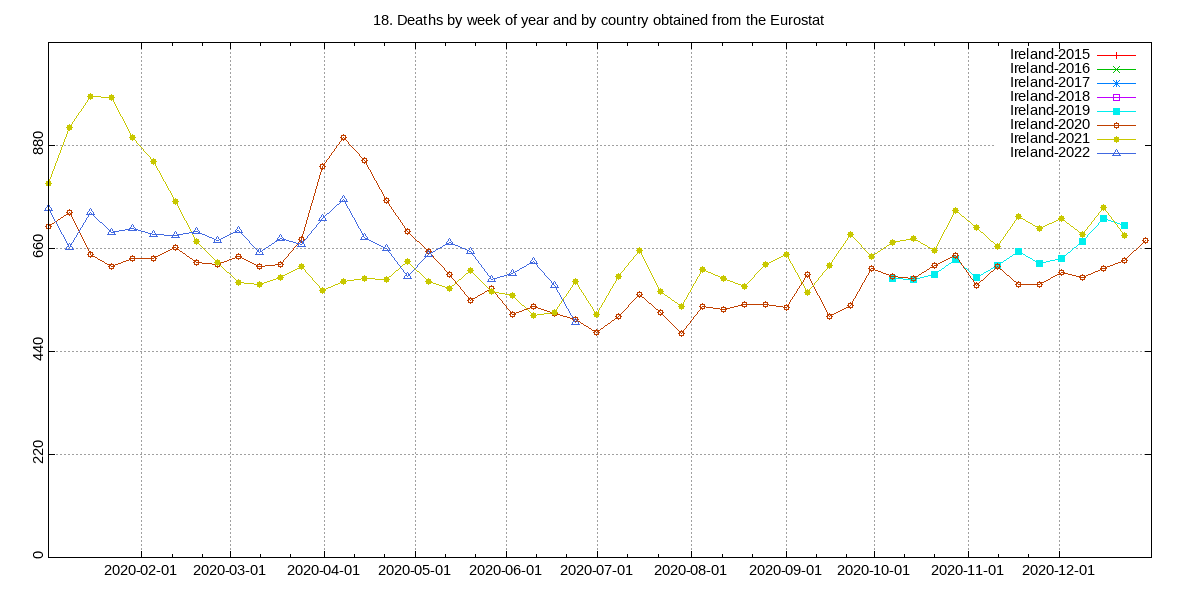 18. Deaths by week of year and by country obtained from the Eurostat
Ireland-2015
Ireland-2016
Ireland-2017
Ireland-2018
Ireland-2019
Ireland-2020
Ireland-2021
Ireland-2022
880
660
440
220
0
2020-02-01 2020-03-01 2020-04-01 2020-05-01 2020-06-01 2020-07-01 2020-08-01 2020-09-01 2020-10-01 2020-11-01 2020-12-01